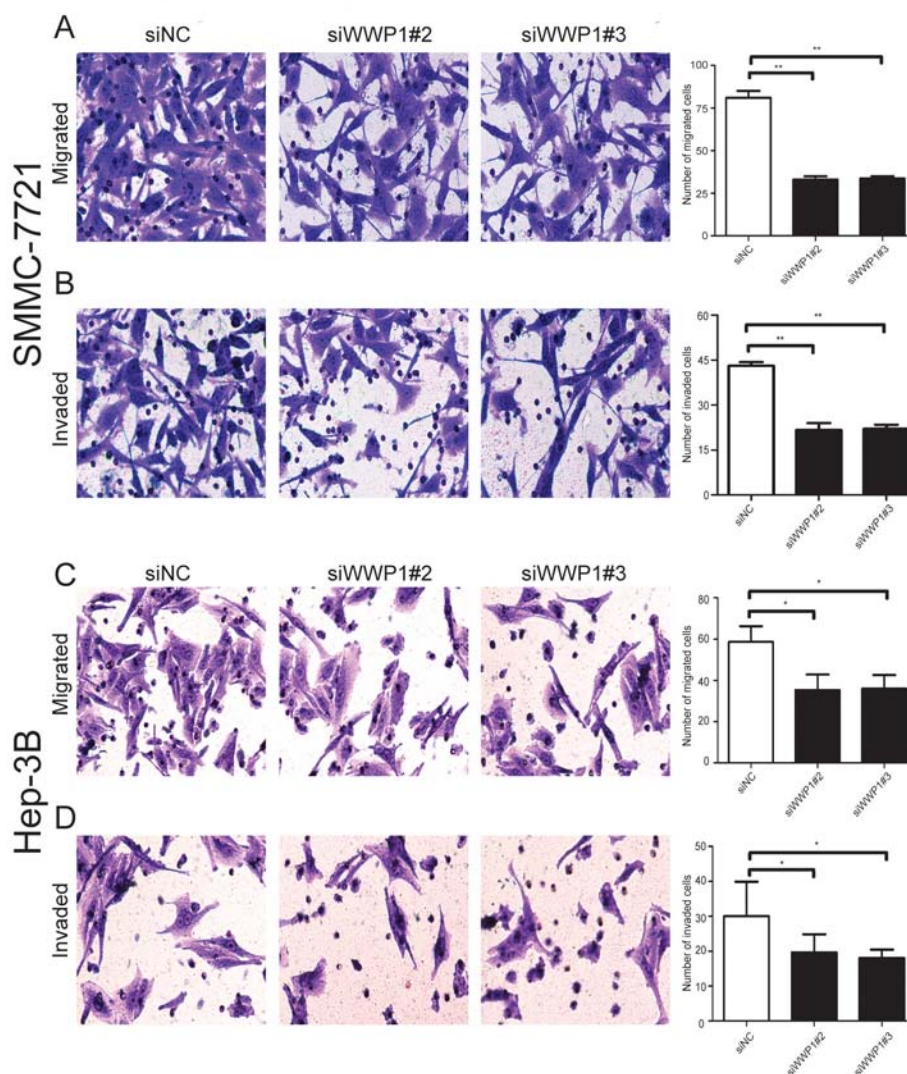 SMMC-7721
A
siNC
siWWP1#2
siWWP1#3
Migrated
Number of migrated cells
100
75
50
25
0
**
**
siNC
siWWP1#2
siWWP1#3
B
Invaded
Number of invaded cells
60
45
30
15
0
**
**
siNC
siWWP1#2
siWWP1#3
Hep-3B
C
siNC
siWWP1#2
siWWP1#3
Migrated
Number of migrated cells
80
60
40
20
0
*
*
siNC
siWWP1#2
siWWP1#3
D
Invaded
Number of invaded cells
50
40
30
20
10
0
*
*
siNC
siWWP1#2
siWWP1#3